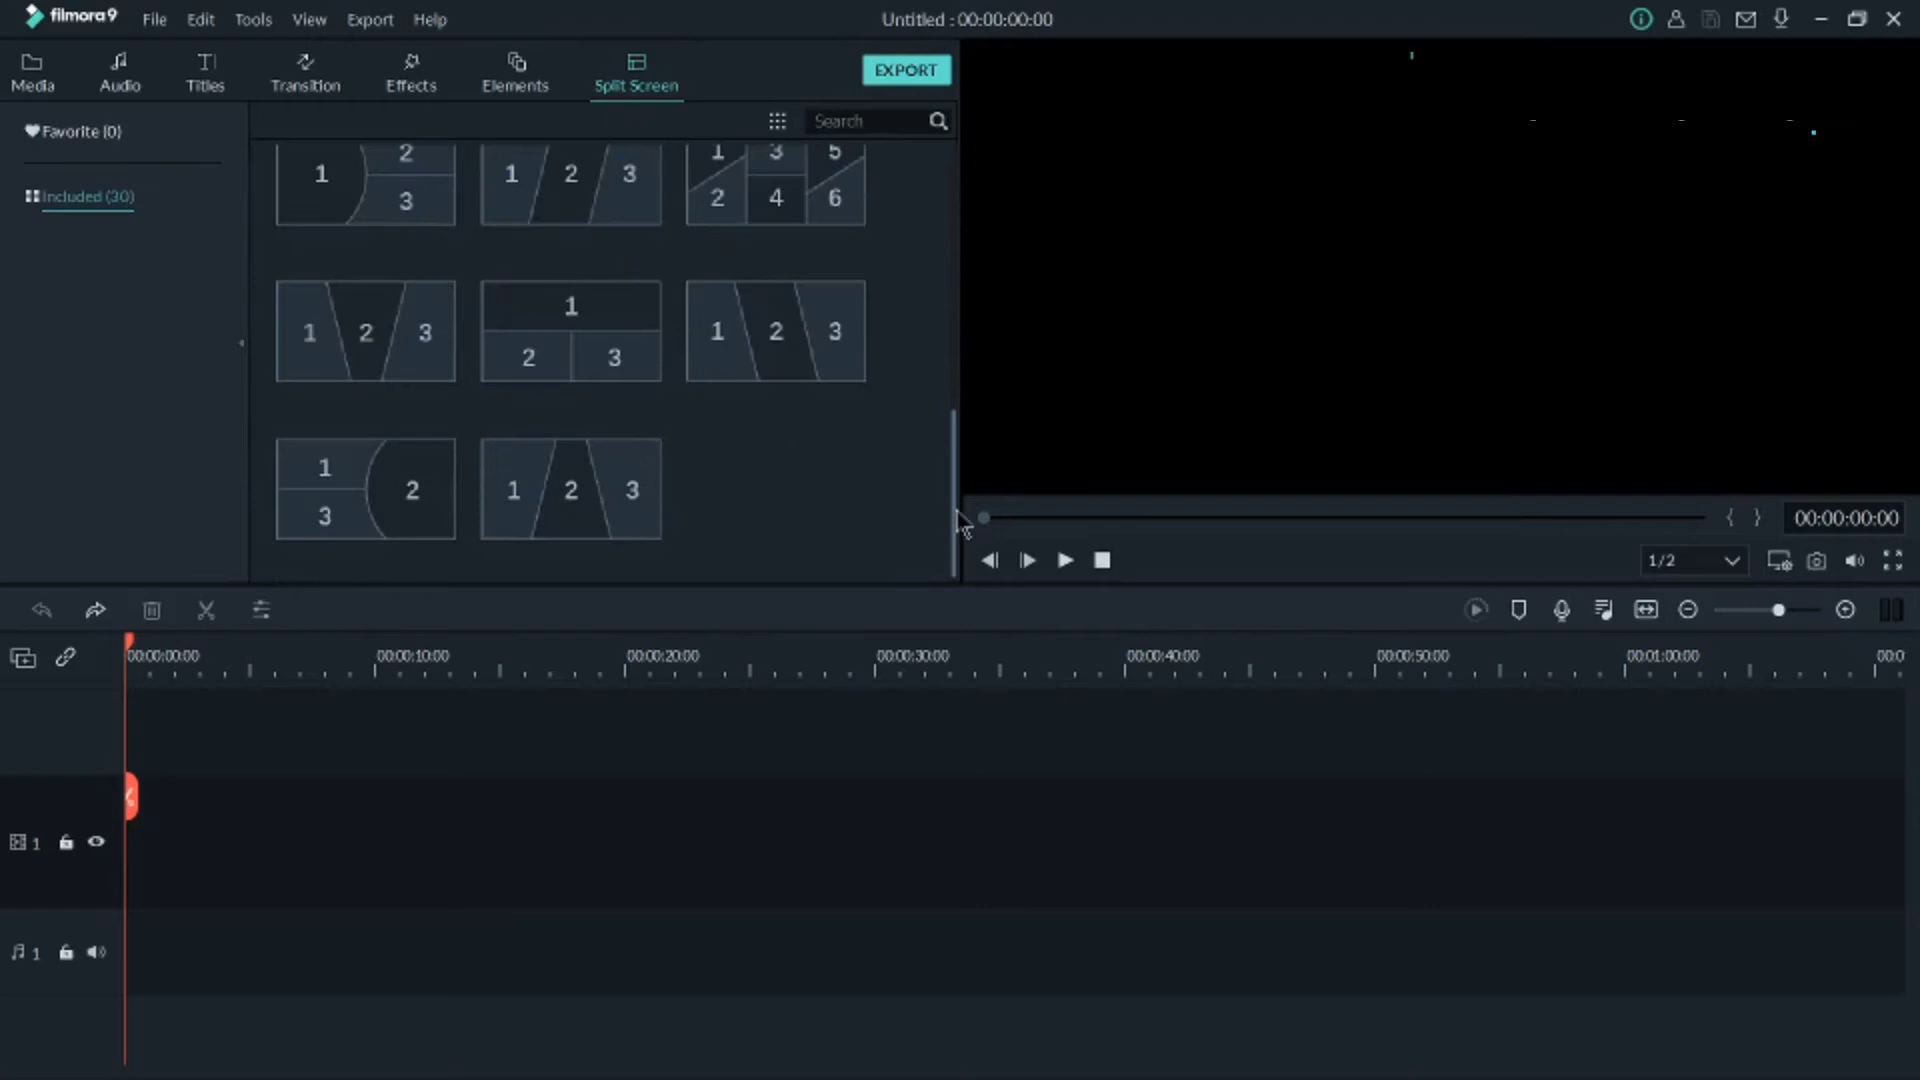 filmora9 File Edit Tools View Export Help Untitled : 00:00:00:00
Media Audio Titles Transition Effects Elements Split Screen EXPORT
Favorite (0) Search
Included (30)
1 2 3
1 2 3
1 3 5 2 4 6
1 2 3
1 2 3
1 2 3
1 2 3
1 2 3
00:00:00:00
1/2
00:00:00:00 00:00:10:00 00:00:20:00 00:00:30:00 00:00:40:00 00:00:50:00 00:01:00:00 00:0
1
1